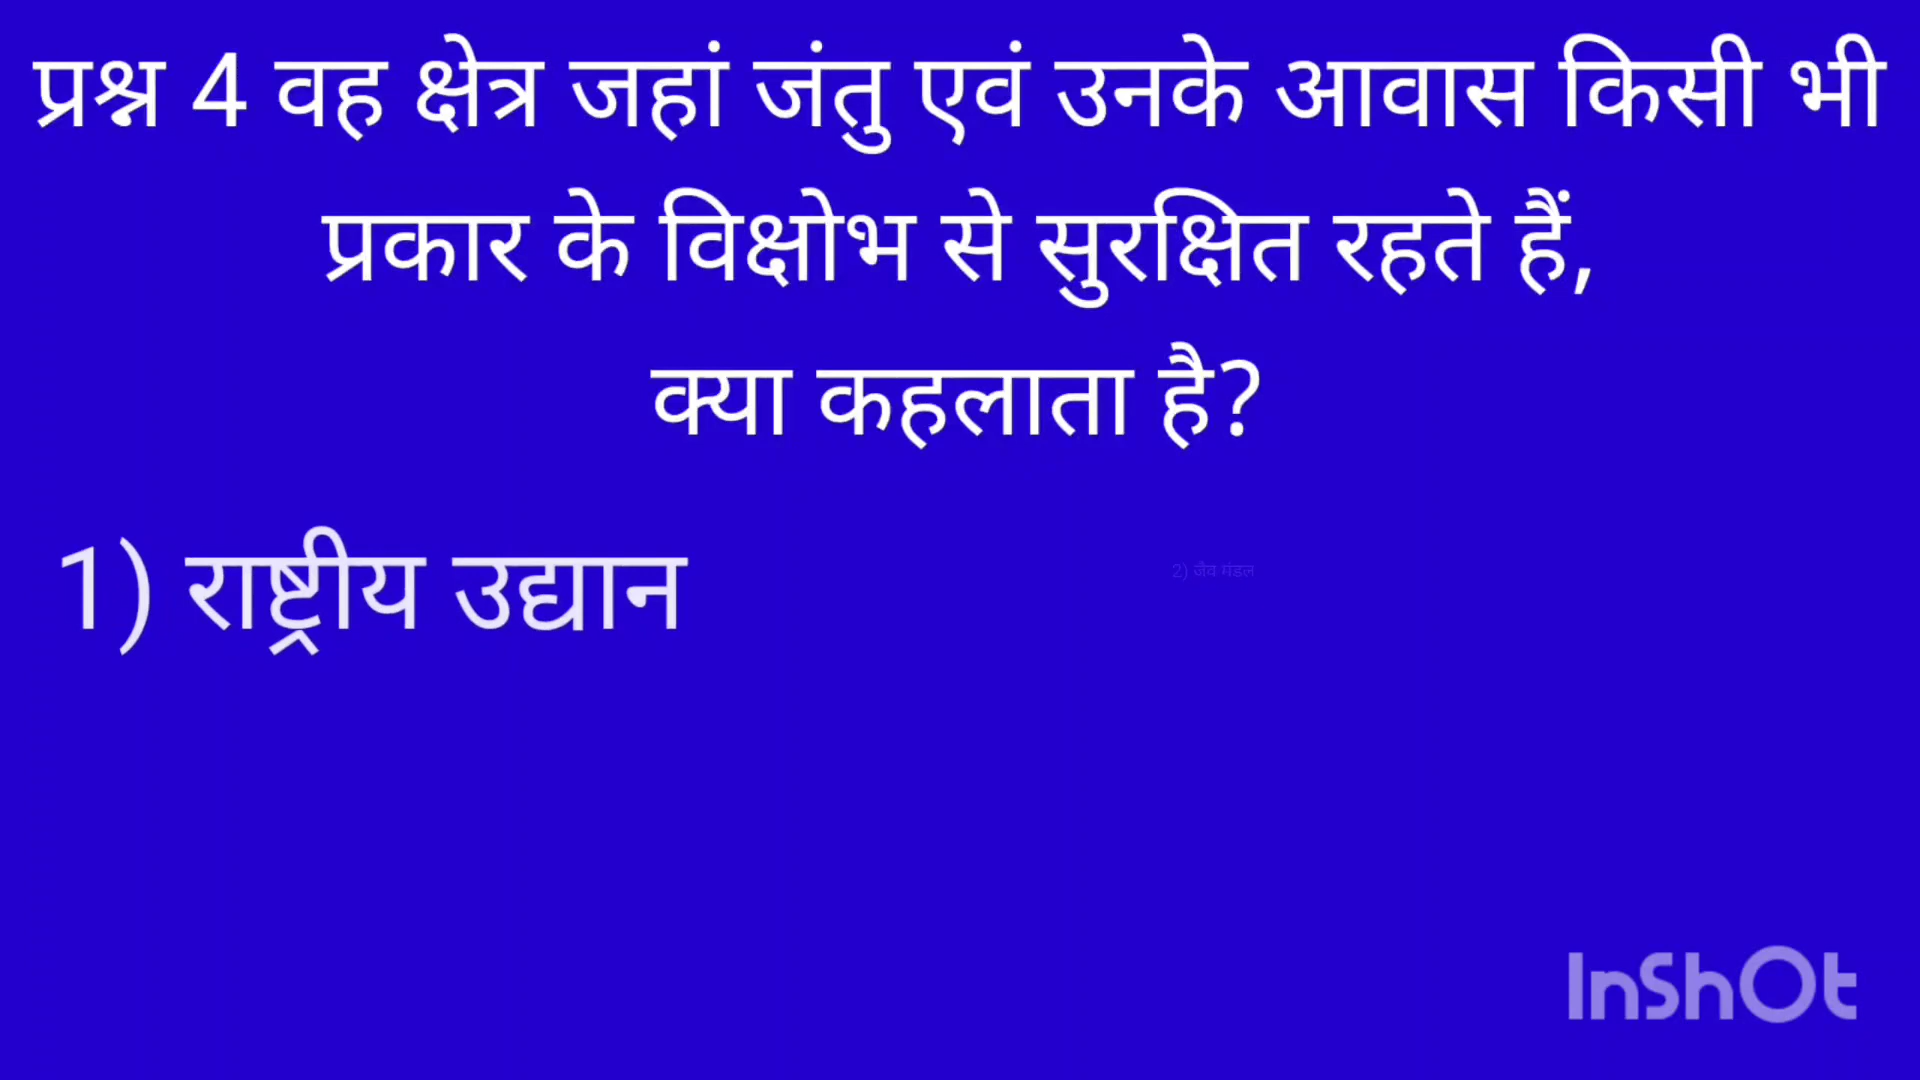 प्रश्न 4 वह क्षेत्र जहां जंतु एवं उनके आवास किसी भी
प्रकार के विक्षोभ से सुरक्षित रहते हैं,
क्या कहलाता है?
1) राष्ट्रीय उद्यान
2) जैव मंडल
InShOt